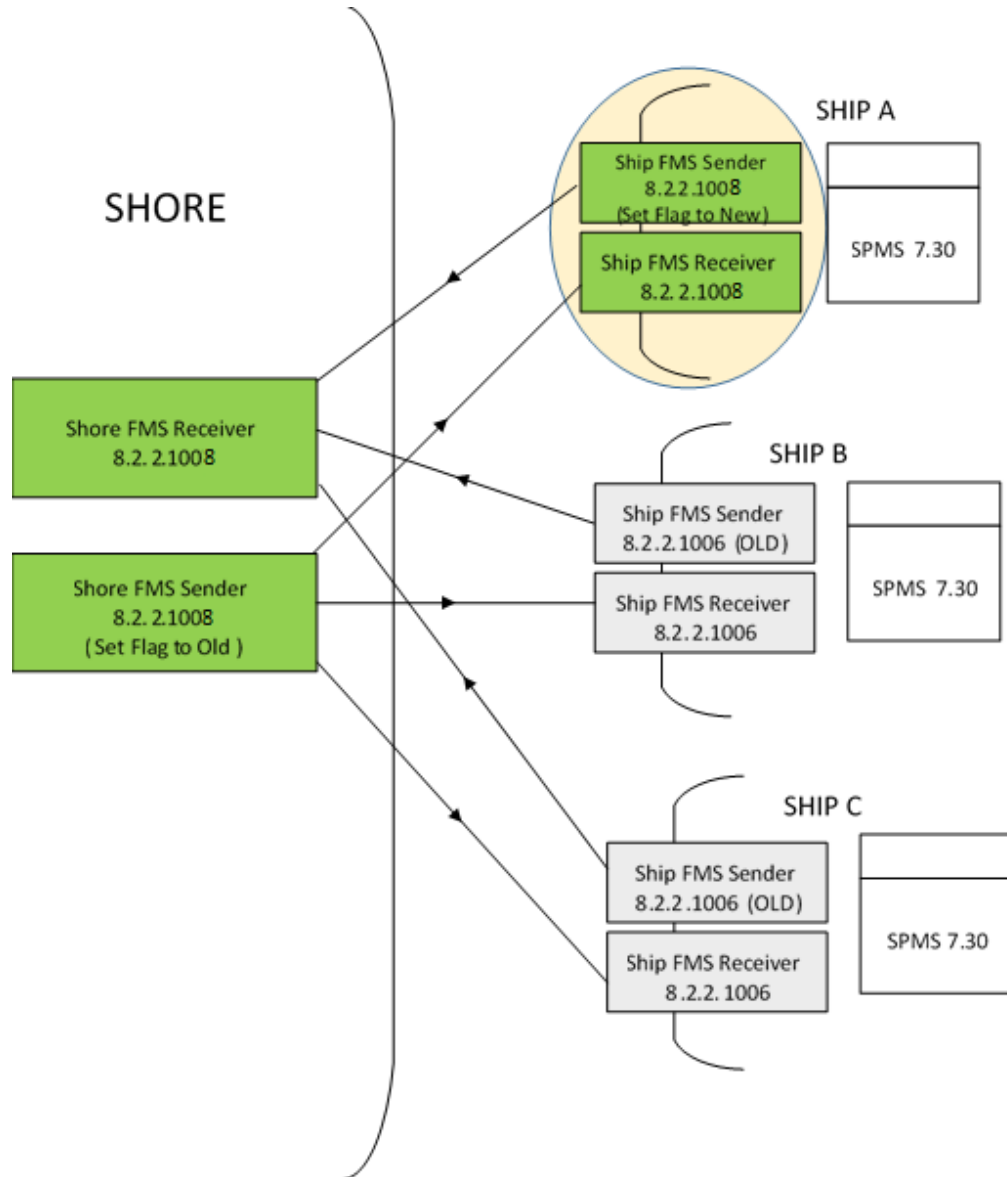 SHORE
Shore FMS Receiver
8.2.2.1008
Shore FMS Sender
8.2.2.1008
(Set Flag to Old )
SHIP A
Ship FMS Sender
8.2.2.1008
(Set Flag to New)
Ship FMS Receiver
8.2.2.1008
SPMS 7.30
SHIP B
Ship FMS Sender
8.2.2.1006 (OLD)
Ship FMS Receiver
8.2.2.1006
SPMS 7.30
SHIP C
Ship FMS Sender
8.2.2.1006 (OLD)
Ship FMS Receiver
8.2.2.1006
SPMS 7.30